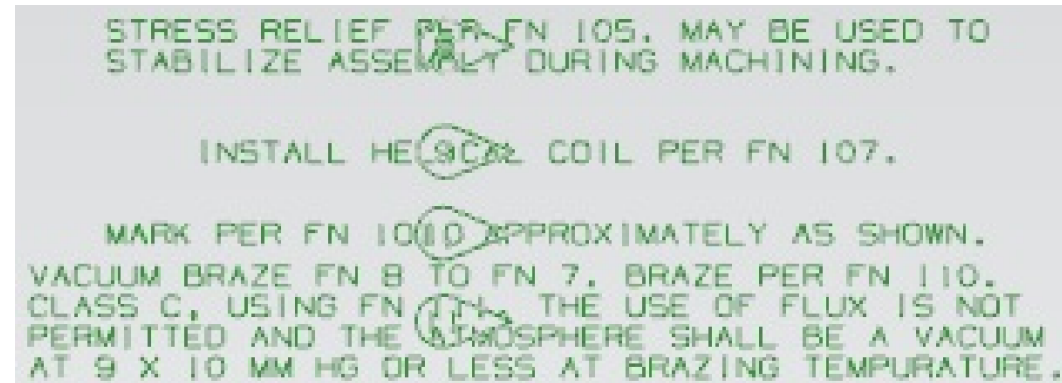 STRESS RELIEF PER FN 105. MAY BE USED TO
STABILIZE ASSEMBLY DURING MACHINING.
INSTALL HELICAL COIL PER FN 107.
MARK PER FN APPROXIMATELY AS SHOWN.
VACUUM BRAZE FN 8 TO FN 7. BRAZE PER FN 110.
CLASS C, USING FN THE USE OF FLUX IS NOT
PERMITTED AND THE ATMOSPHERE SHALL BE A VACUUM
AT 9 X 10 MM HG OR LESS AT BRAZING TEMPURATURE.